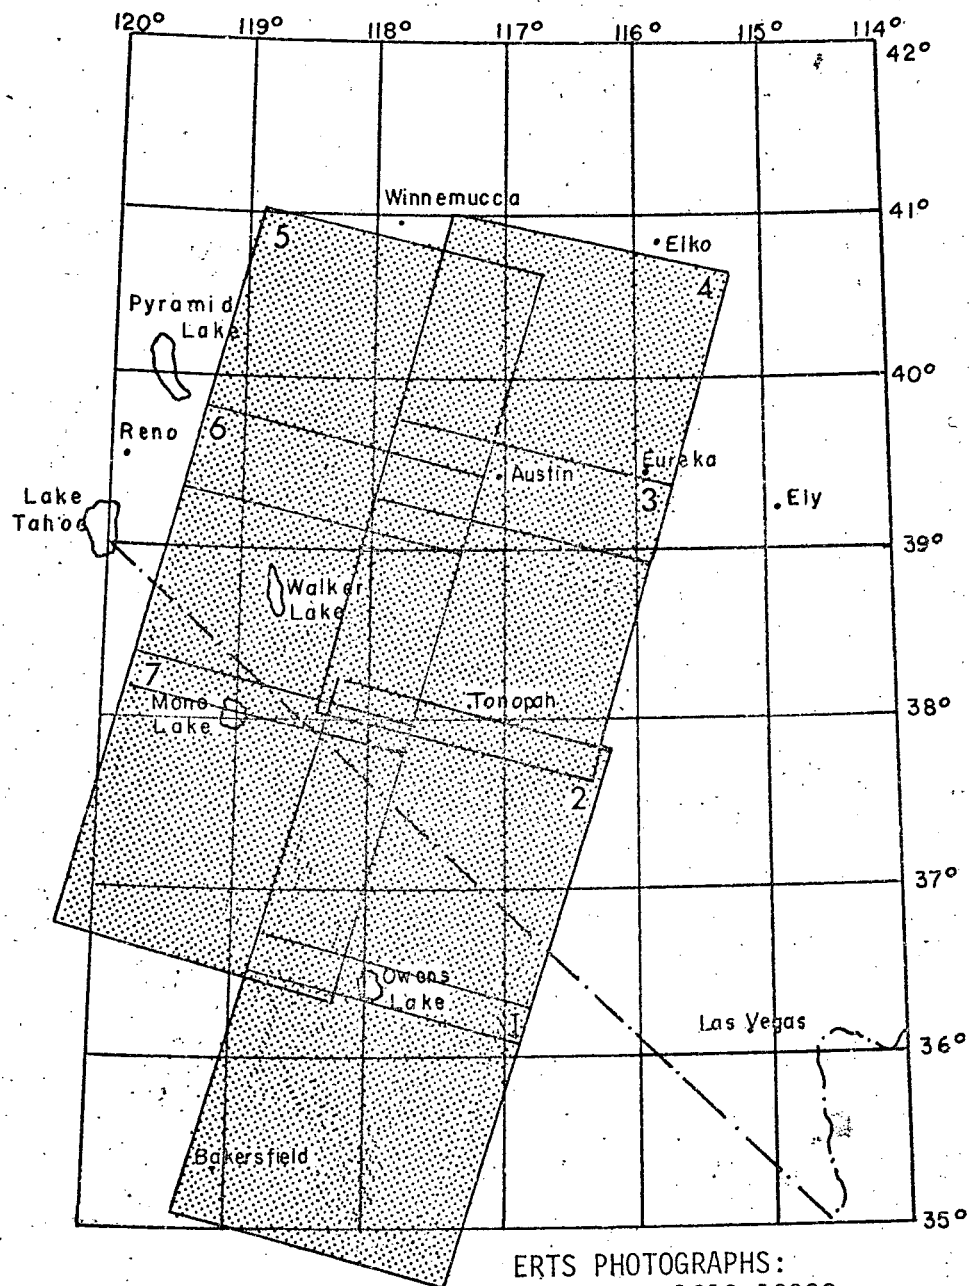 120° 119° 118° 117° 116° 115° 114°
42°
Winnemucca
41°
5
Elko
4
Pyramid
Lake
40°
6
Reno
Austin
Eureka
3
Ely
Lake
Tahoe
39°
Walker
Lake
7
Mono
Lake
Tonopah
38°
2
37°
Owens
Lake
1
Las Vegas
36°
Bakersfield
35°
ERTS PHOTOGRAPHS: